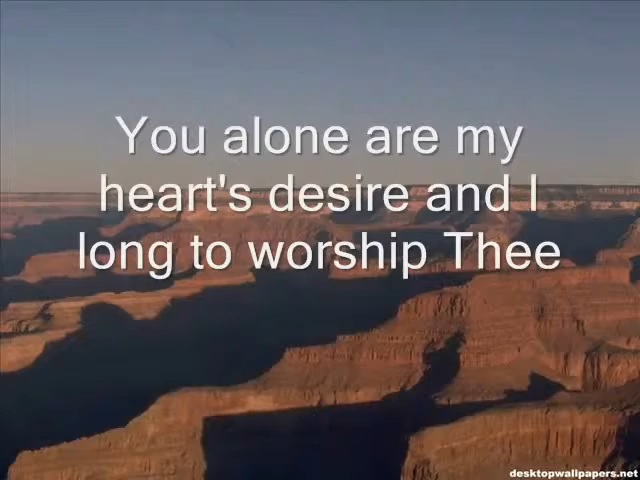 You alone are my
heart's desire and I
long to worship Thee
desktopwallpapers.net